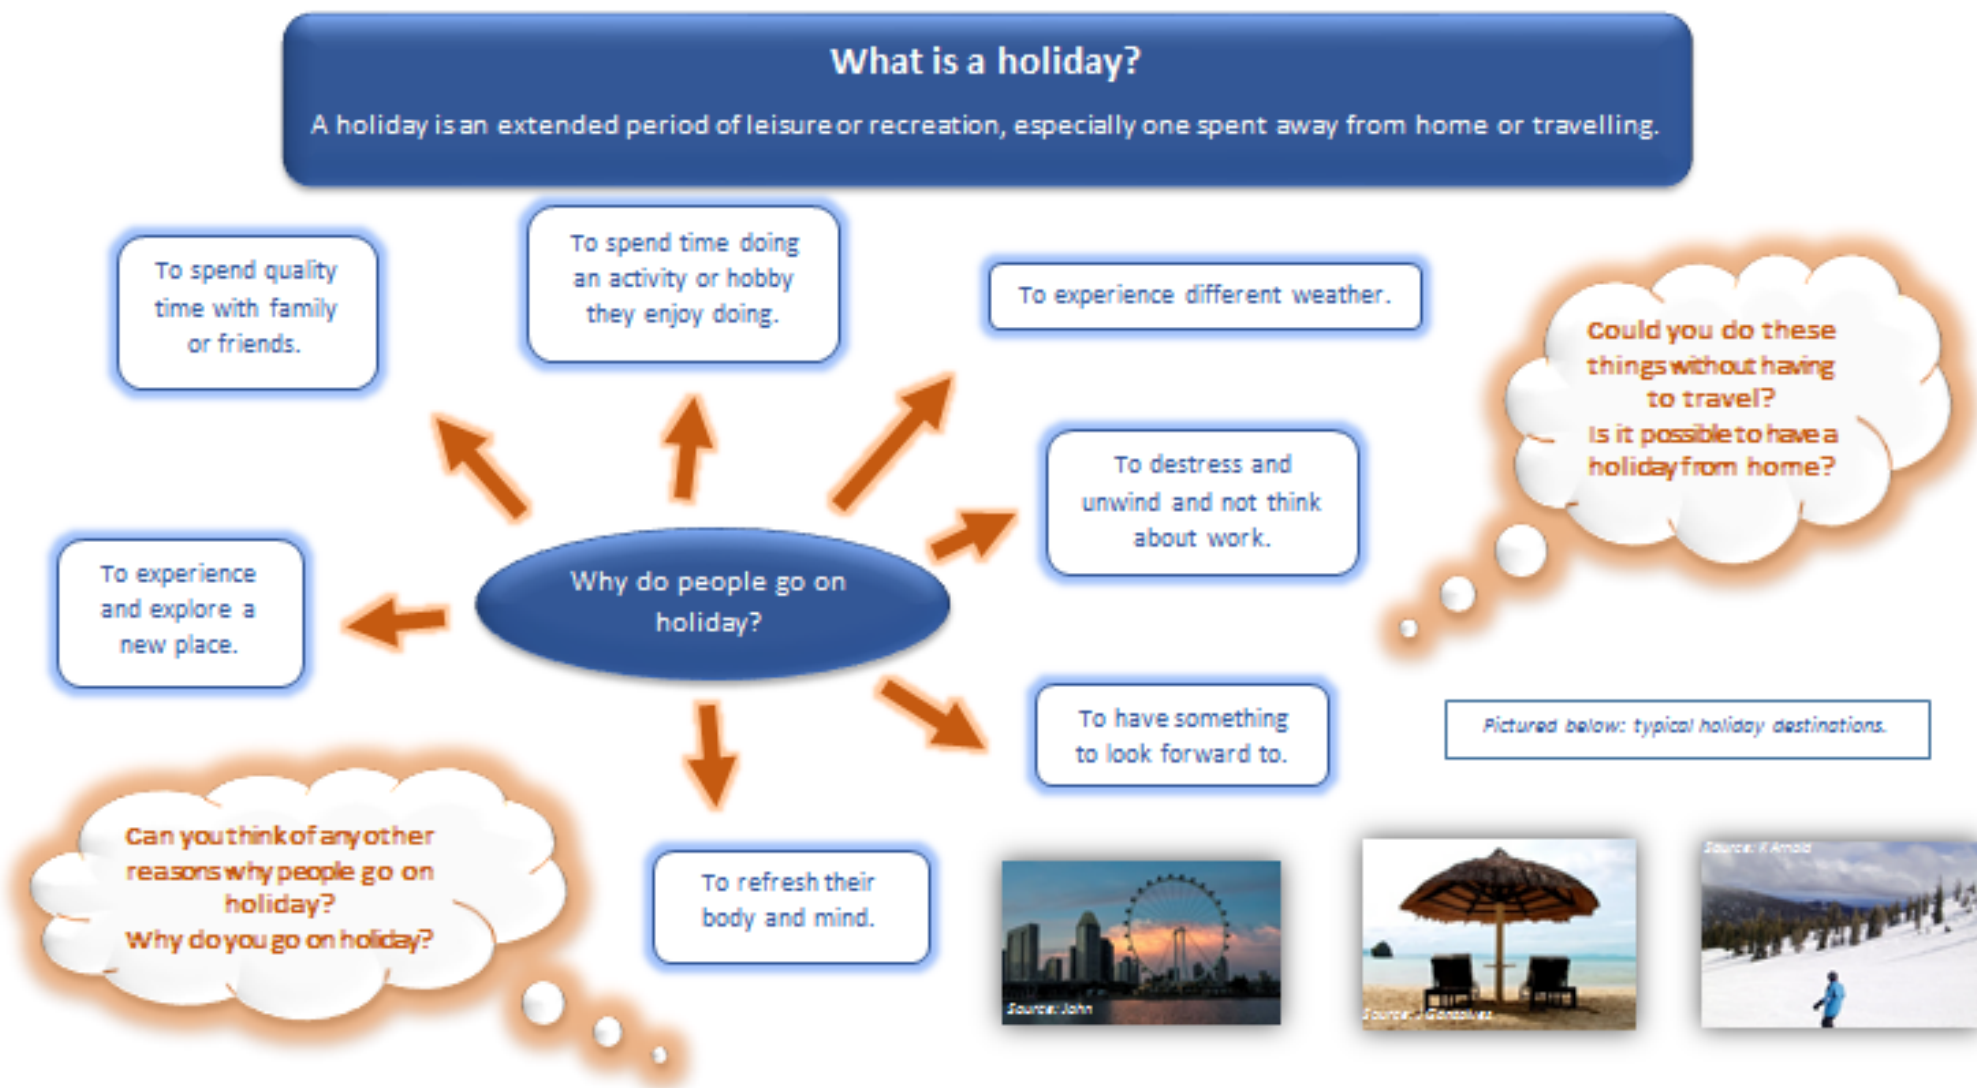 What is a holiday?
A holiday is an extended period of leisure or recreation, especially one spent away from home or travelling.
To spend quality
time with family
or friends.
To spend time doing
an activity or hobby
they enjoy doing.
To experience different weather.
Could you do these
things without having
to travel?
Is it possible to have a
holiday from home?
To destress and
unwind and not think
about work.
To experience
and explore a
new place.
Why do people go on
holiday?
To have something
to look forward to.
Pictured below: typical holiday destinations.
Can you think of any other
reasons why people go on
holiday?
Why do you go on holiday?
To refresh their
body and mind.
Source: John
Source: J Gonsalves
Source: K Arnold